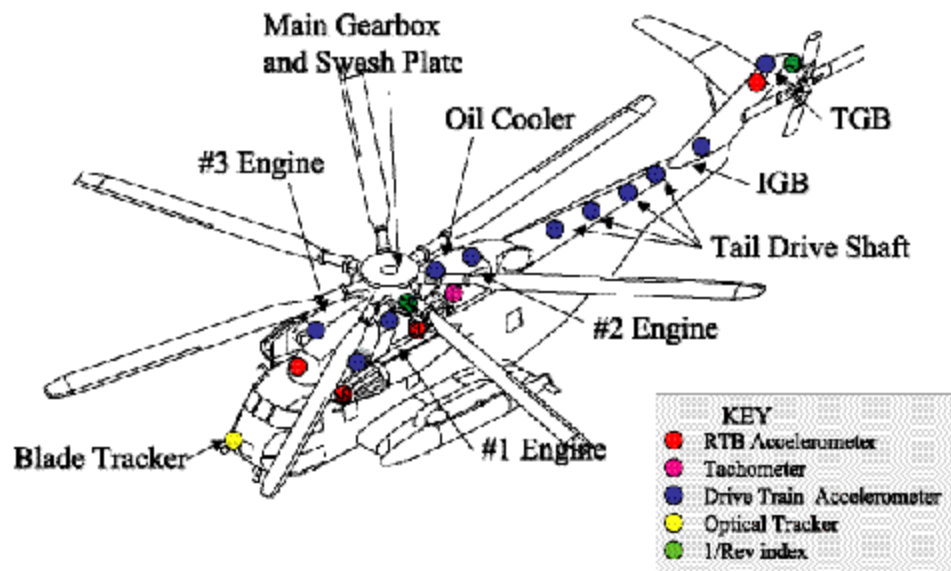 Main Gearbox
and Swash Plate
Oil Cooler
#3 Engine
TGB
IGB
Tail Drive Shaft
#2 Engine
Blade Tracker
#1 Engine
KEY
RTB Accelerometer
Tachometer
Drive Train Accelerometer
Optical Tracker
1/Rev index